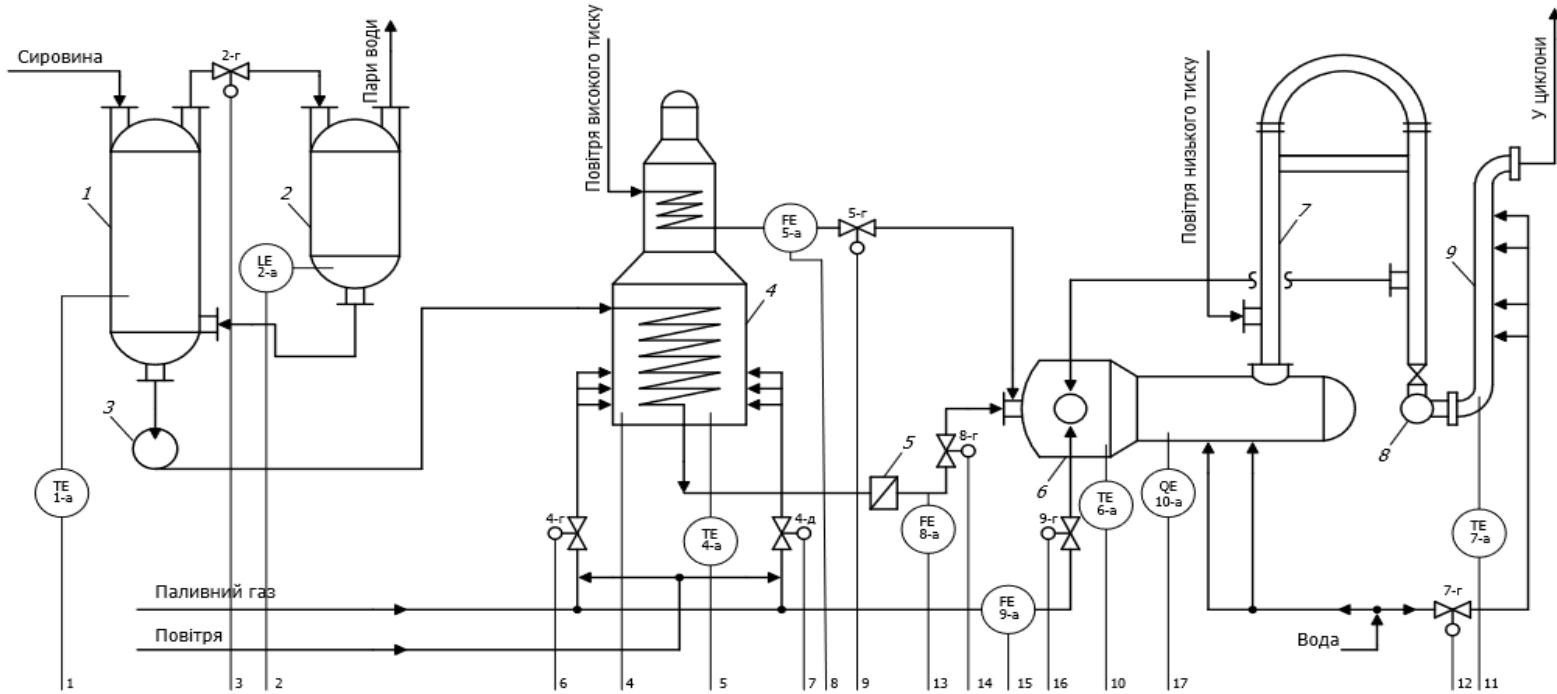 Сировина
2-г
Пари води
1
2
LE
2-а
3
TE
1-а
Повітря високого тиску
FE
5-а
5-г
4
5
8-г
4-г
4-д
TE
4-а
FE
8-а
Повітря низького тиску
7
У циклони
9
6
8
TE
6-а
QE
10-а
9-г
TE
7-а
7-г
FE
9-а
Паливний газ
Повітря
Вода
1
3
2
6
4
5
7
8
9
13
14
15
16
10
17
12
11